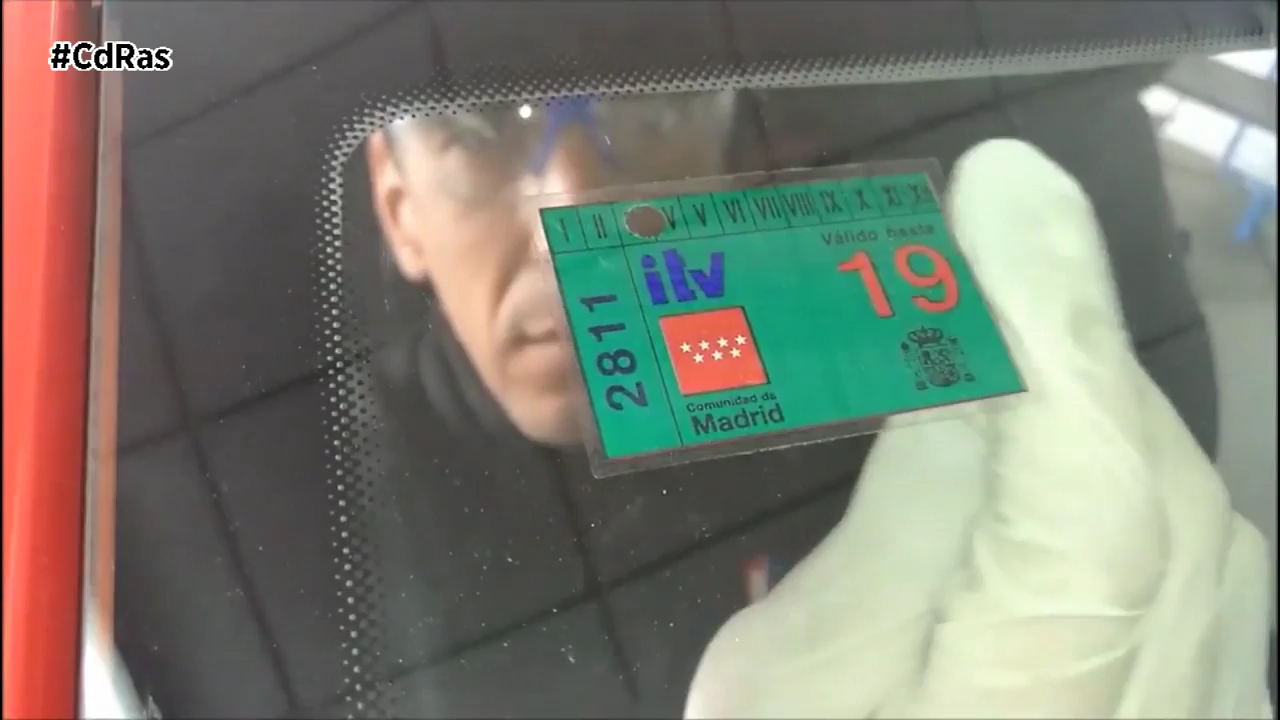 #CdRas
I II V V VI VII VIII IX X XI XII
Válido hasta
itv
19
2811
Comunidad de
Madrid